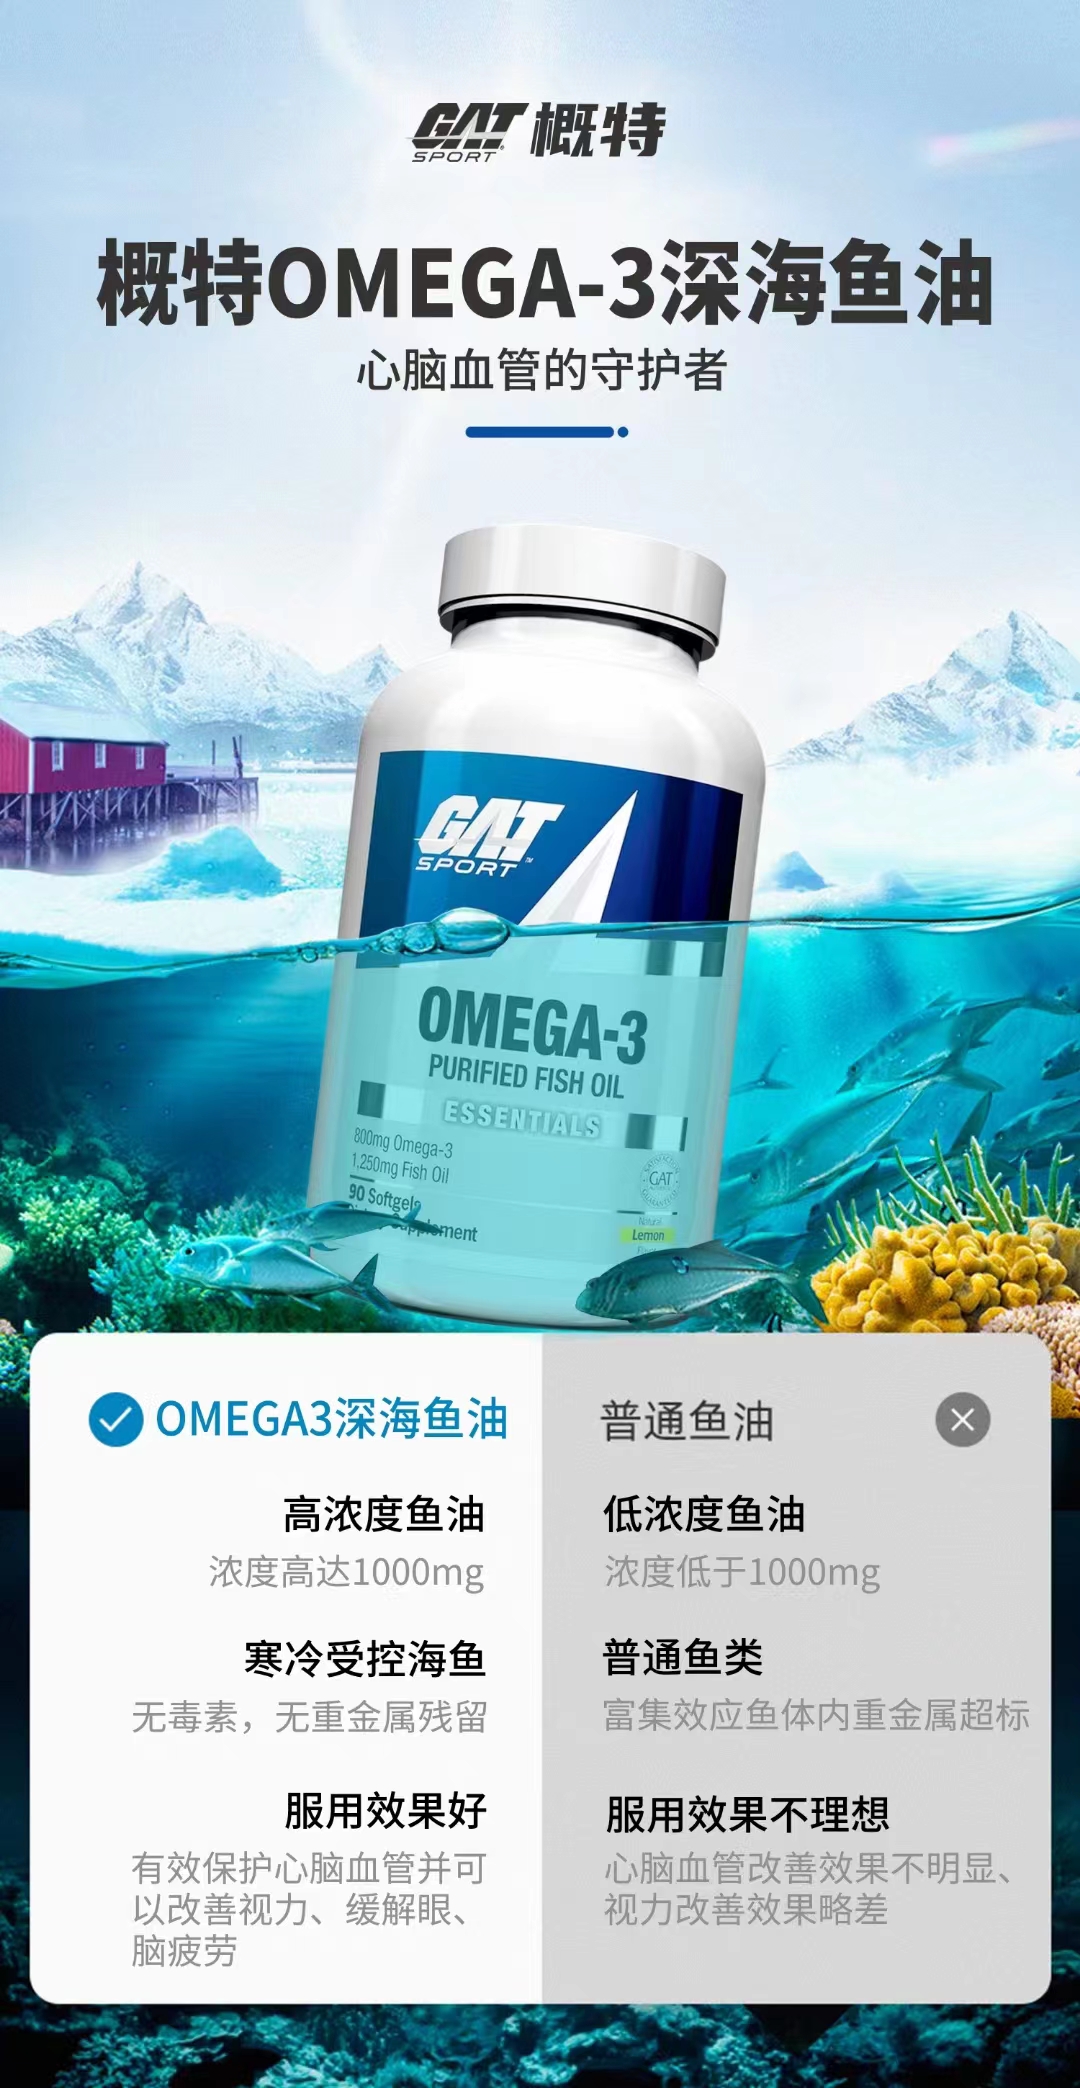 GAT SPORT 概特
概特OMEGA-3深海鱼油
心脑血管的守护者
GAT
SPORT
OMEGA-3
PURIFIED FISH OIL
ESSENTIALS
800mg Omega-3
1,250mg Fish Oil
90 Softgels
Supplement
GAT
Natural
Lemon
OMEGA3深海鱼油
高浓度鱼油
浓度高达1000mg
寒冷受控海鱼
无毒素，无重金属残留
服用效果好
有效保护心脑血管并可
以改善视力、缓解眼、
脑疲劳
普通鱼油
低浓度鱼油
浓度低于1000mg
普通鱼类
富集效应鱼体内重金属超标
服用效果不理想
心脑血管改善效果不明显、
视力改善效果略差